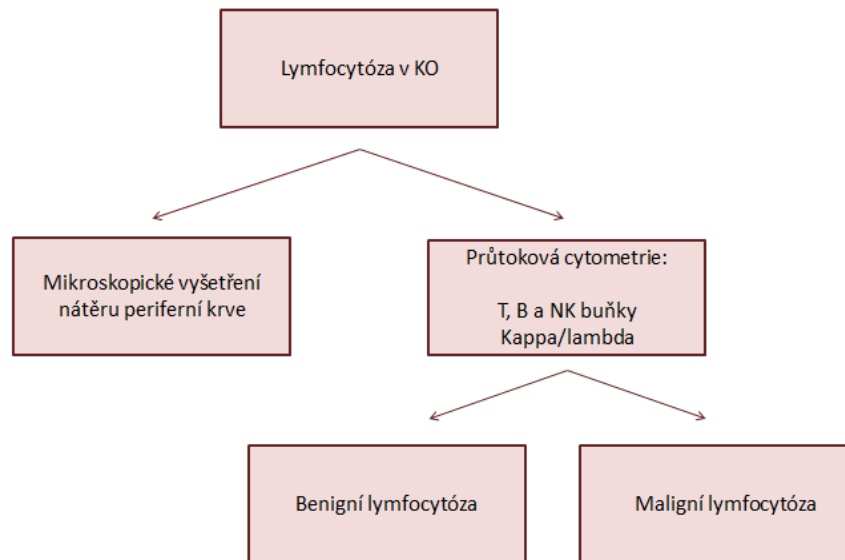 Lymfocytóza v KO
Mikroskopické vyšetření
nátěru periferní krve
Průtoková cytometrie:
T, B a NK buňky
Kappa/lambda
Benigní lymfocytóza
Maligní lymfocytóza